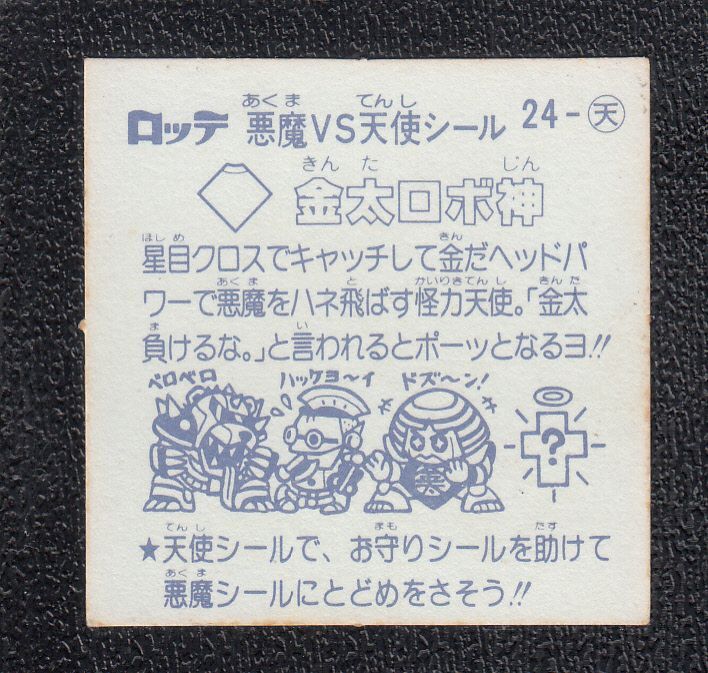 ロッテ 悪魔VS天使シール 24-天
あくま てんし
金太ロボ神
きんた じん
星目クロスでキャッチして金だヘッドパ
ほしめ きん
ワーで悪魔をハネ飛ばす怪力天使。「金太
あくま と かいりきてんし きんた
負けるな。」と言われるとポーッとなるヨ!!
ま い
ペロペロ ハッケヨ〜イ ドズ〜ン!
?
★天使シールで、お守りシールを助けて
てんし まも たす
悪魔シールにとどめをさそう!!
あくま